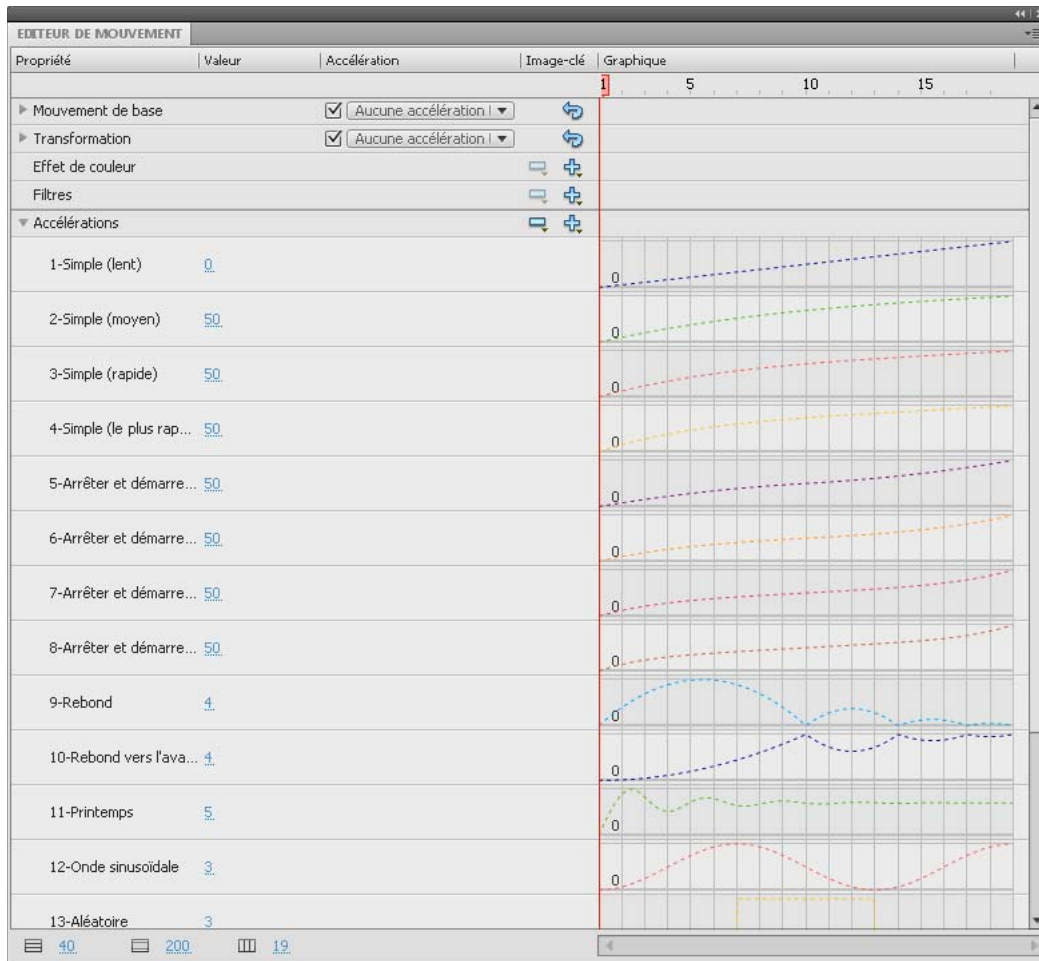 EDITEUR DE MOUVEMENT
Propriété Valeur Accélération Image-clé Graphique
1 5 10 15
Mouvement de base Aucune accélération
Transformation Aucune accélération
Effet de couleur
Filtres
Accélérations
1-Simple (lent) 0 0
2-Simple (moyen) 50 0
3-Simple (rapide) 50 0
4-Simple (le plus rap... 50 0
5-Arrêter et démarre... 50 0
6-Arrêter et démarre... 50 0
7-Arrêter et démarre... 50 0
8-Arrêter et démarre... 50 0
9-Rebond 4 0
10-Rebond vers l'ava... 4 0
11-Printemps 5 0
12-Onde sinusoïdale 3 0
13-Aléatoire 3
40 200 19